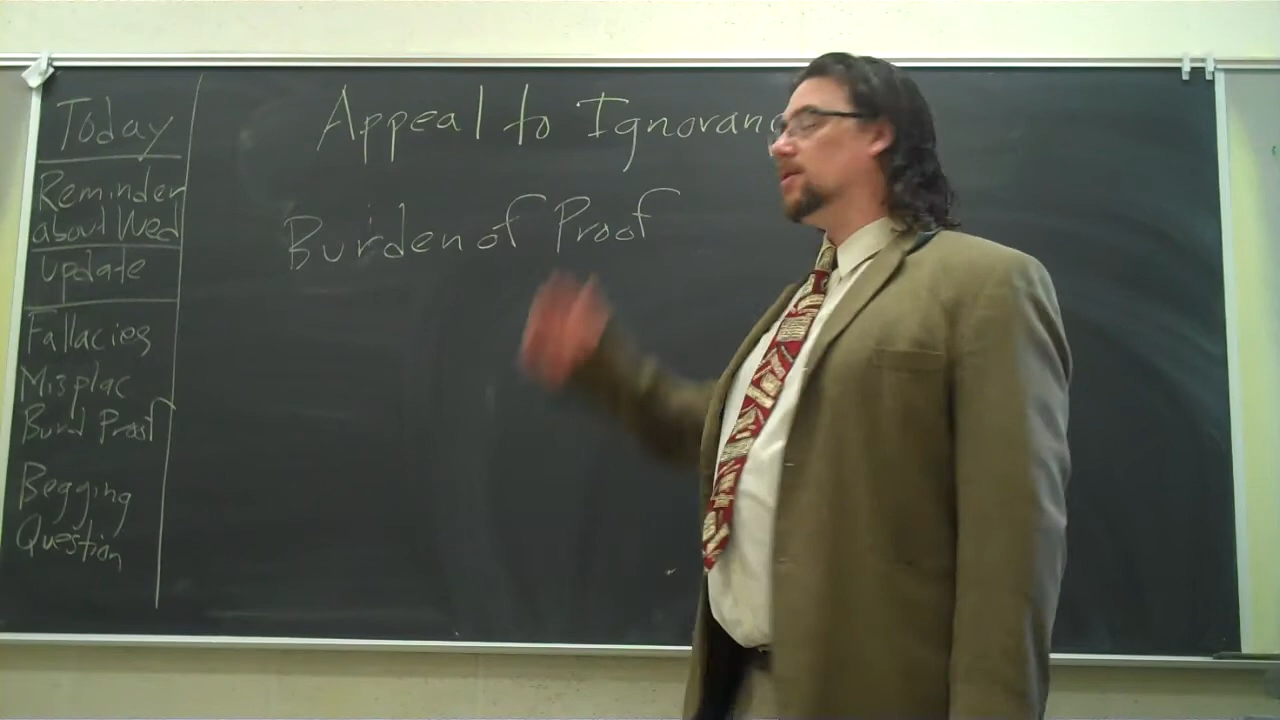 Today
Reminder
about Wed
update
Fallacies
Misplac
Burd Proof
Begging
Question
Appeal to Ignoranc
Burden of Proof